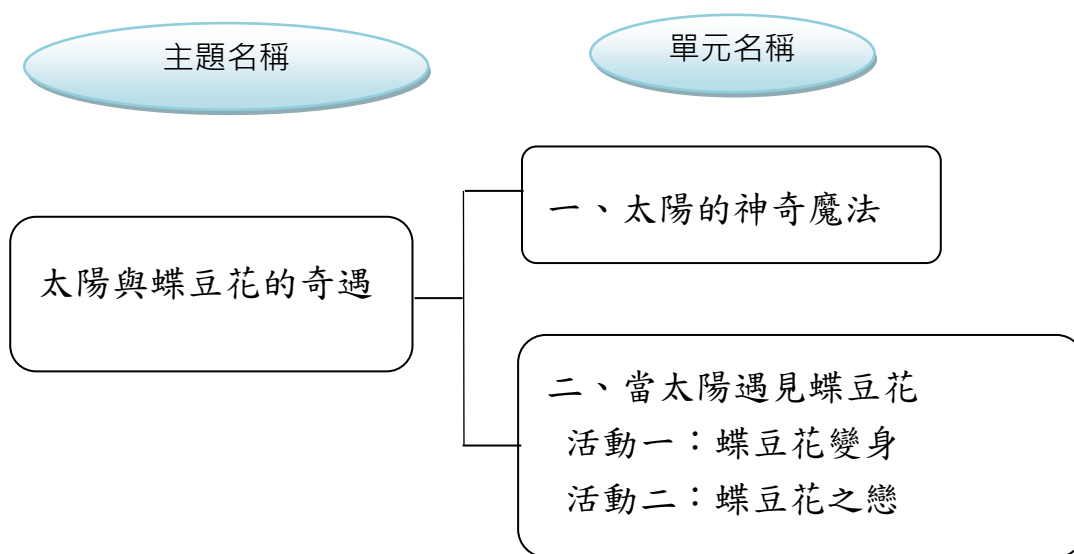 主題名稱
單元名稱
一、太陽的神奇魔法
太陽與蝶豆花的奇遇
二、當太陽遇見蝶豆花
活動一：蝶豆花變身
活動二：蝶豆花之戀